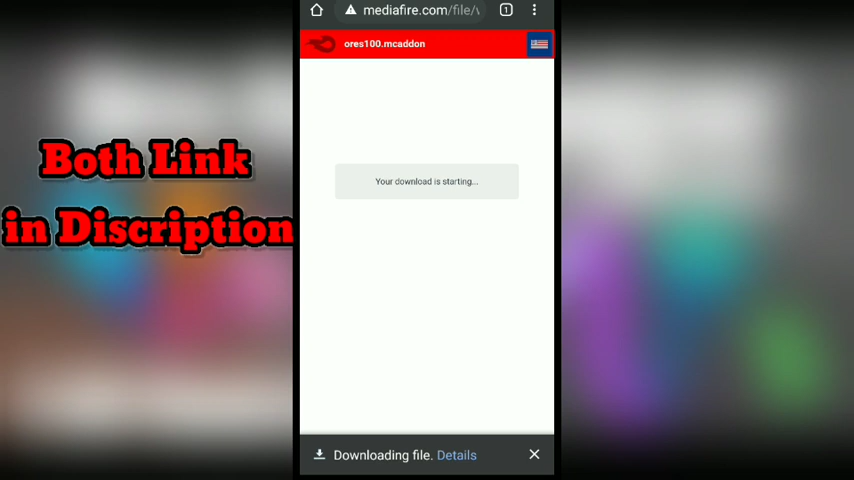 mediafire.com/file/
1
ores100.mcaddon
Both Link
in Discription
Your download is starting...
Downloading file. Details